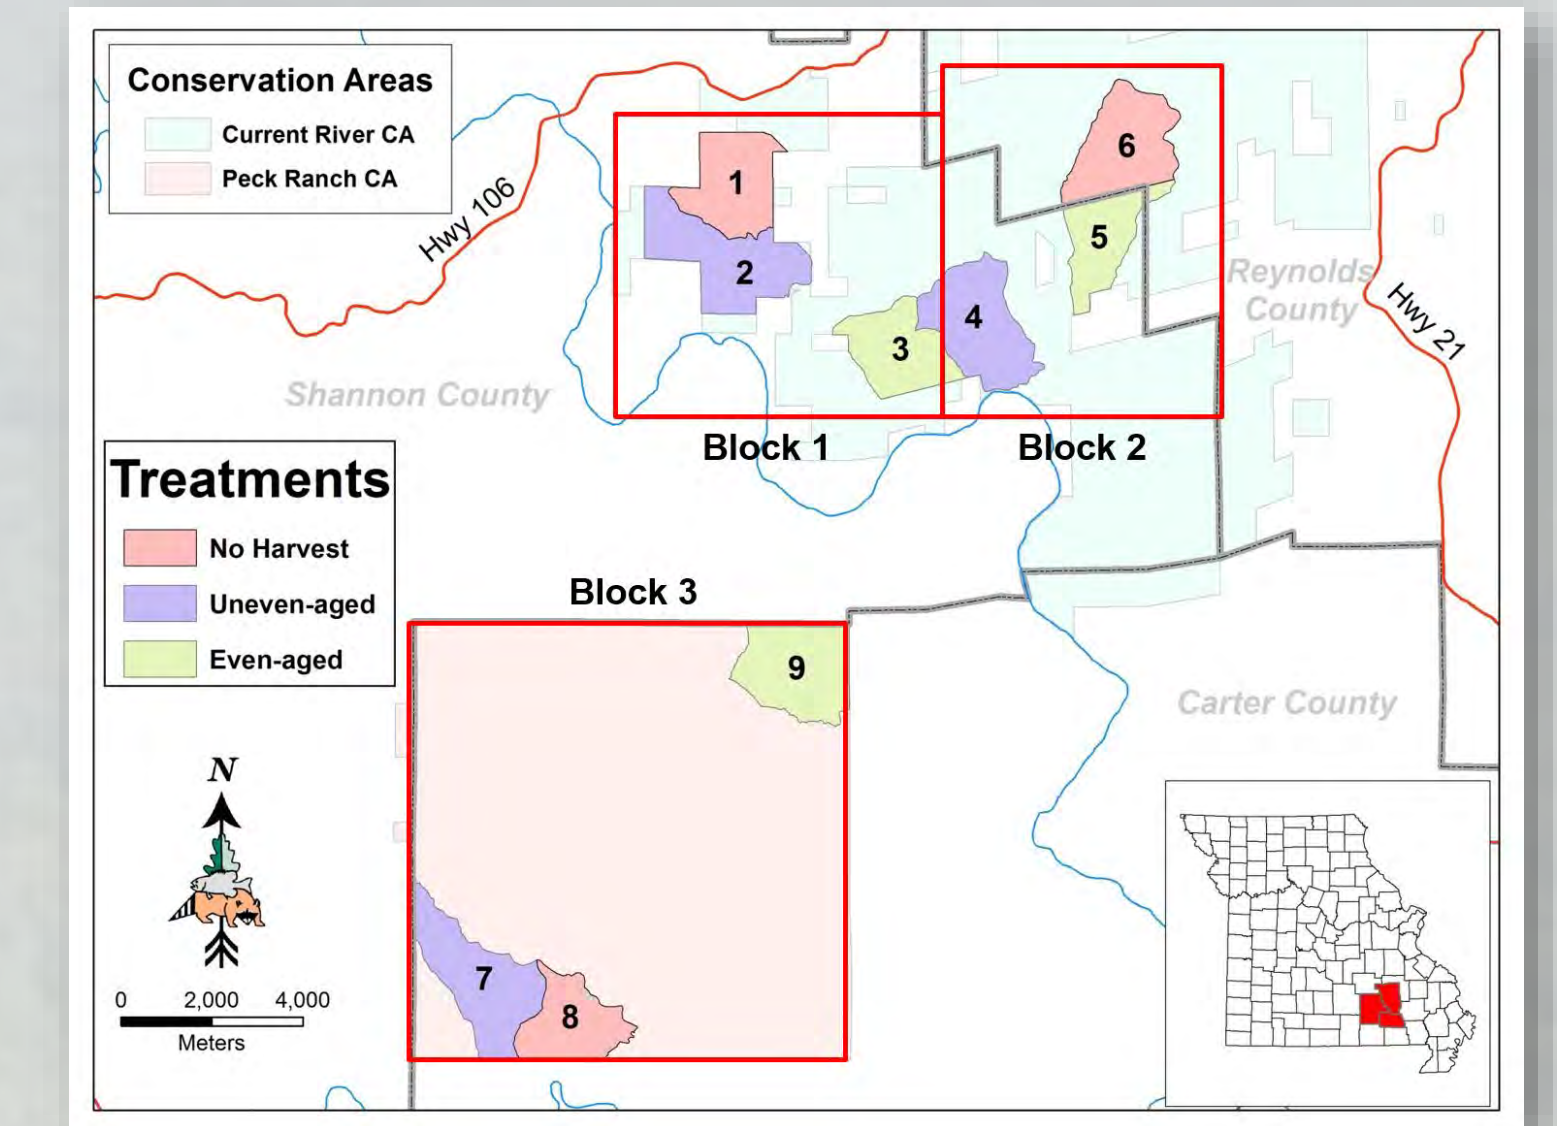 Conservation Areas
Current River CA
Peck Ranch CA
Hwy 106
1
2
3
4
5
6
Reynolds
County
Hwy 21
Shannon County
Block 1
Block 2
Treatments
No Harvest
Uneven-aged
Even-aged
Block 3
9
Carter County
N
7
8
0 2,000 4,000
Meters